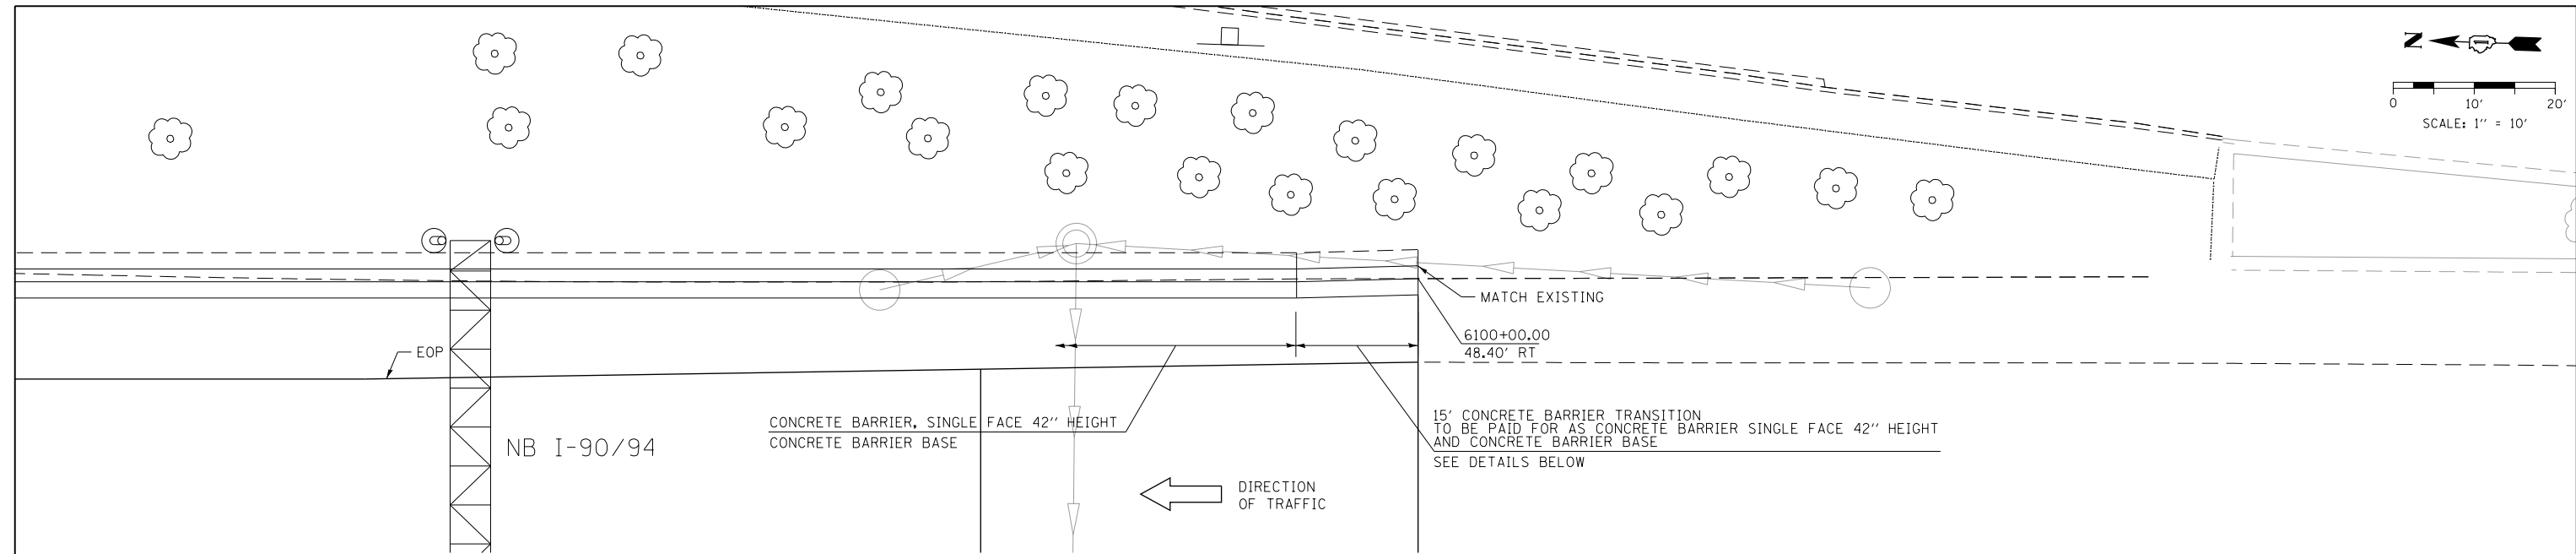 N
0 10' 20'
SCALE: 1'' = 10'
MATCH EXISTING
6100+00.00
48.40' RT
EOP
CONCRETE BARRIER, SINGLE FACE 42'' HEIGHT
CONCRETE BARRIER BASE
15' CONCRETE BARRIER TRANSITION
TO BE PAID FOR AS CONCRETE BARRIER SINGLE FACE 42'' HEIGHT
AND CONCRETE BARRIER BASE
SEE DETAILS BELOW
NB I-90/94
DIRECTION
OF TRAFFIC